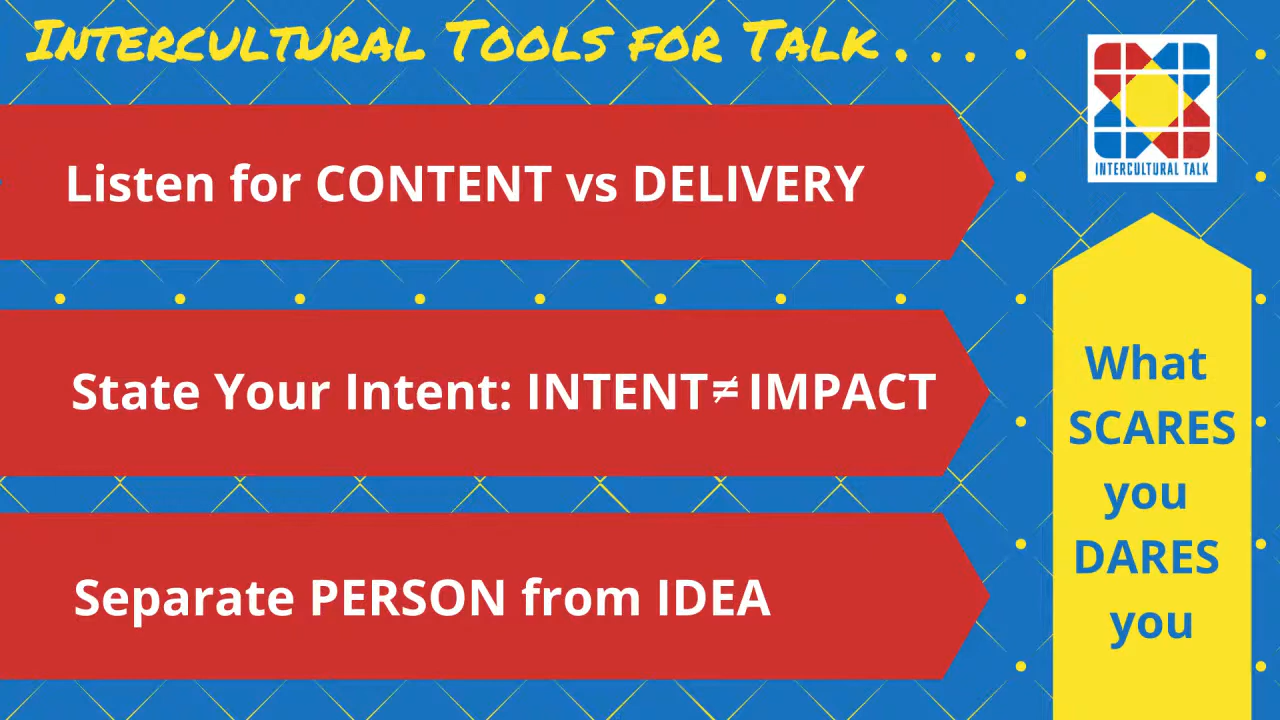 Intercultural Tools for Talk . . .
INTERCULTURAL TALK
Listen for CONTENT vs DELIVERY
State Your Intent: INTENT≠IMPACT
Separate PERSON from IDEA
What
SCARES
you
DARES
you